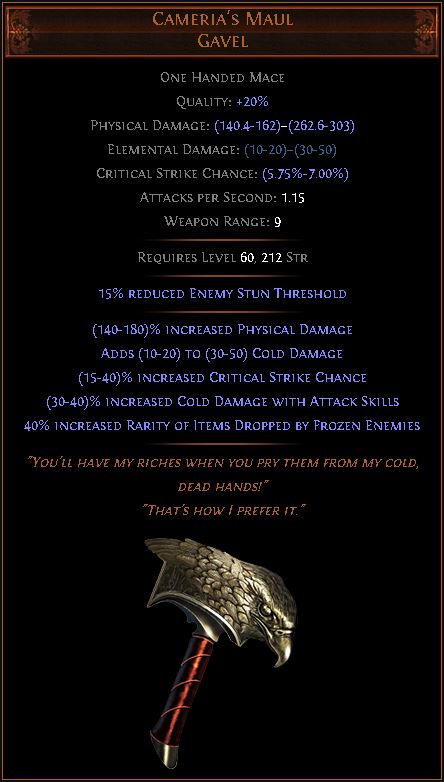 Cameria's Maul
Gavel
One Handed Mace
Quality: +20%
Physical Damage: (140.4-162)–(262.6-303)
Elemental Damage: (10-20)–(30-50)
Critical Strike Chance: (5.75%-7.00%)
Attacks per Second: 1.15
Weapon Range: 9
Requires Level 60, 212 Str
15% reduced Enemy Stun Threshold
(140-180)% increased Physical Damage
Adds (10-20) to (30-50) Cold Damage
(15-40)% increased Critical Strike Chance
(30-40)% increased Cold Damage with Attack Skills
40% increased Rarity of Items Dropped by Frozen Enemies
"You'll have my riches when you pry them from my cold,
dead hands!"
"That's how I prefer it."